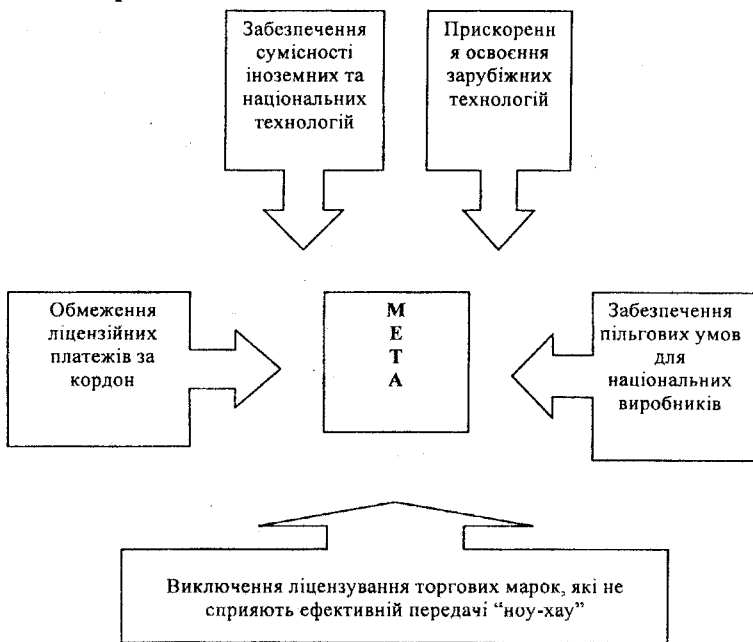 Забезпечення
сумісності
іноземних та
національних
технологій
Прискоренн
я освоєння
зарубіжних
технологій
Обмеження
ліцензійних
платежів за
кордон
М
Е
Т
А
Забезпечення
пільгових умов
для
національних
виробників
Виключення ліцензування торгових марок, які не
сприяють ефективній передачі “ноу-хау”